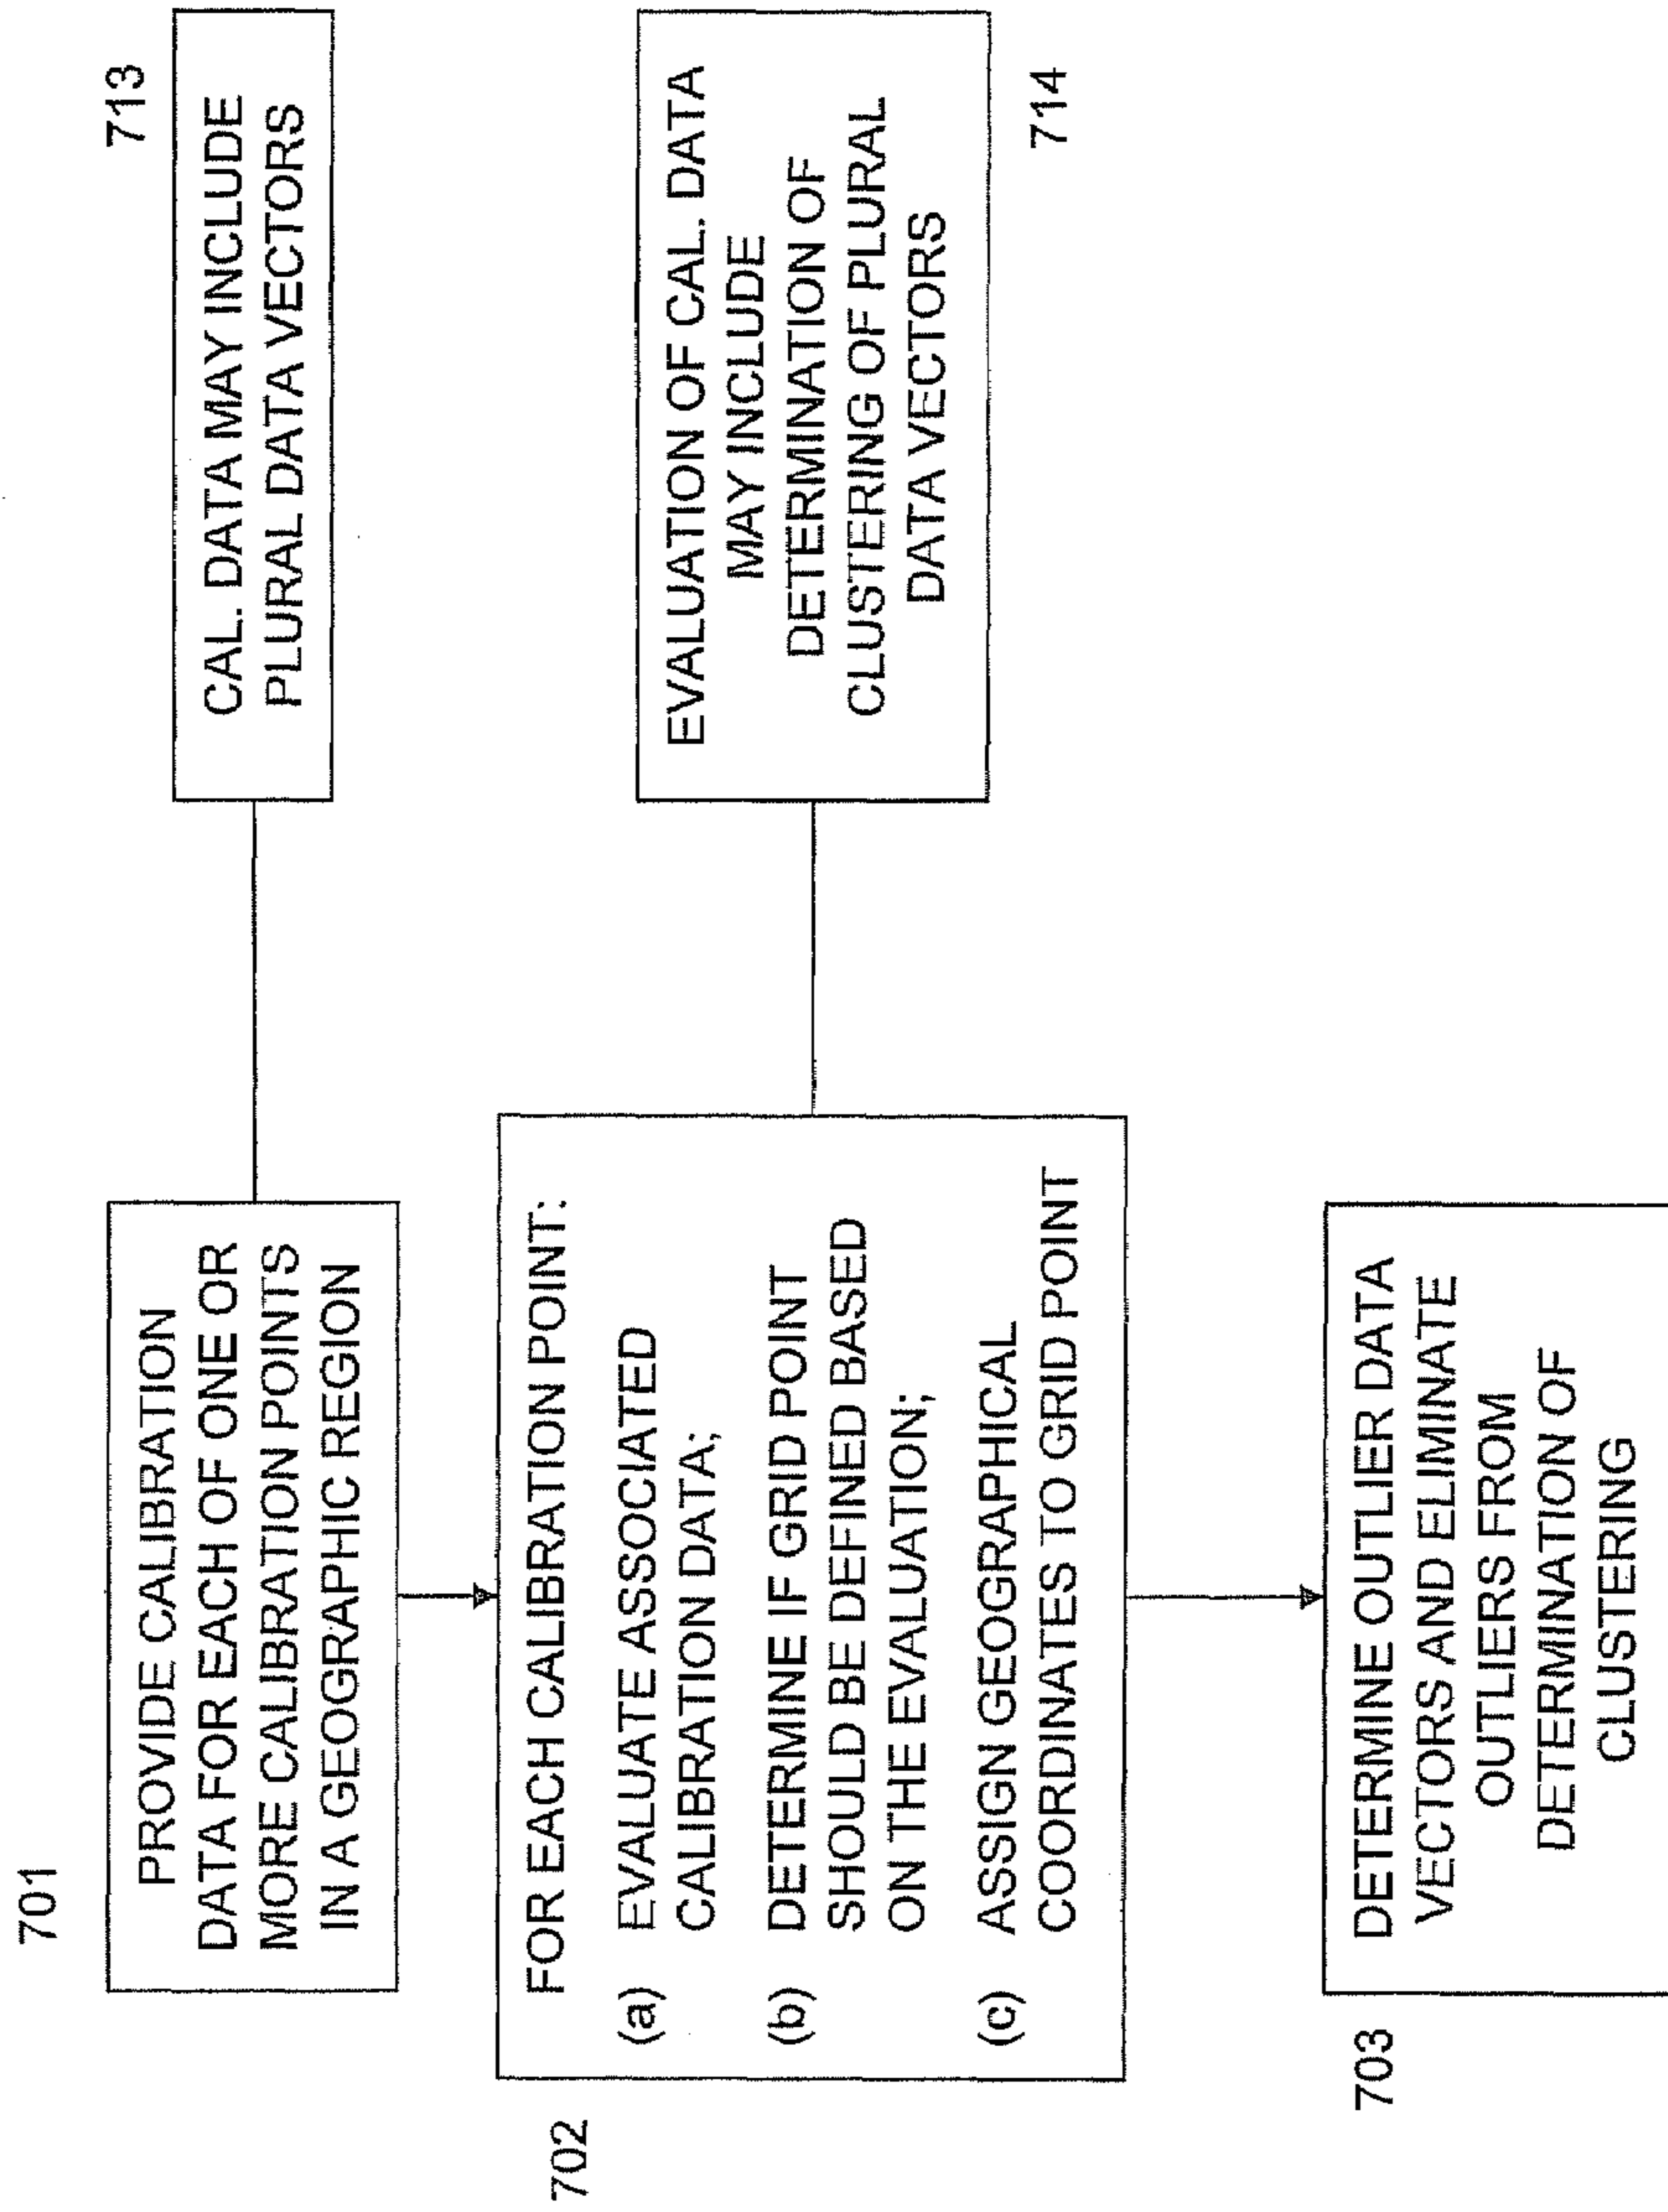 701
PROVIDE CALIBRATION
DATA FOR EACH OF ONE OR
MORE CALIBRATION POINTS
IN A GEOGRAPHIC REGION
713
CAL. DATA MAY INCLUDE
PLURAL DATA VECTORS
702
FOR EACH CALIBRATION POINT:
(a) EVALUATE ASSOCIATED
CALIBRATION DATA;
(b) DETERMINE IF GRID POINT
SHOULD BE DEFINED BASED
ON THE EVALUATION;
(c) ASSIGN GEOGRAPHICAL
COORDINATES TO GRID POINT
EVALUATION OF CAL. DATA
MAY INCLUDE
DETERMINATION OF
CLUSTERING OF PLURAL
DATA VECTORS
714
703
DETERMINE OUTLIER DATA
VECTORS AND ELIMINATE
OUTLIERS FROM
DETERMINATION OF
CLUSTERING